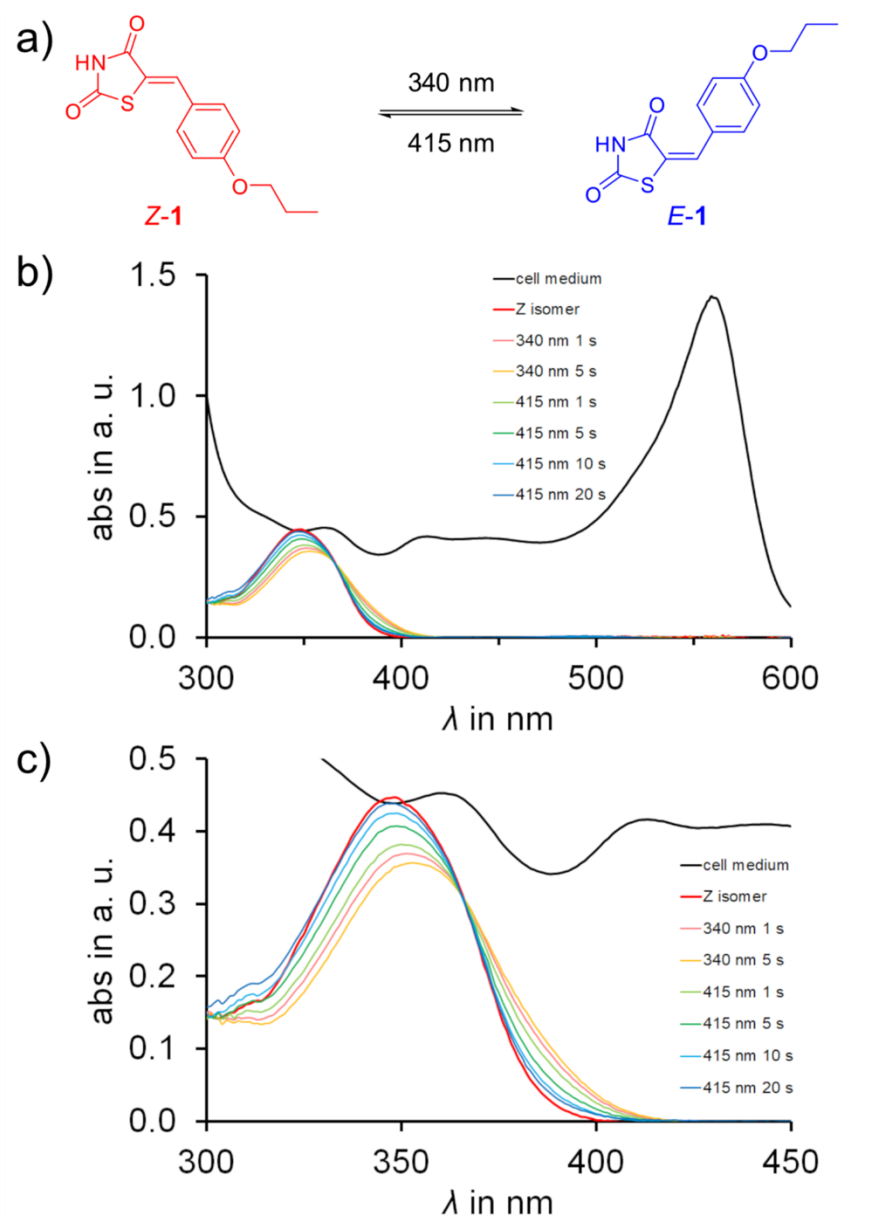 a)
O
HN
S
O
O
Z-1
340 nm
415 nm
O
O
HN
S
O
E-1
b)
1.5
1.0
0.5
0.0
abs in a. u.
cell medium
Z isomer
340 nm 1 s
340 nm 5 s
415 nm 1 s
415 nm 5 s
415 nm 10 s
415 nm 20 s
300
400
500
600
λ in nm
c)
0.5
0.4
0.3
0.2
0.1
0.0
abs in a. u.
cell medium
Z isomer
340 nm 1 s
340 nm 5 s
415 nm 1 s
415 nm 5 s
415 nm 10 s
415 nm 20 s
300
350
400
450
λ in nm